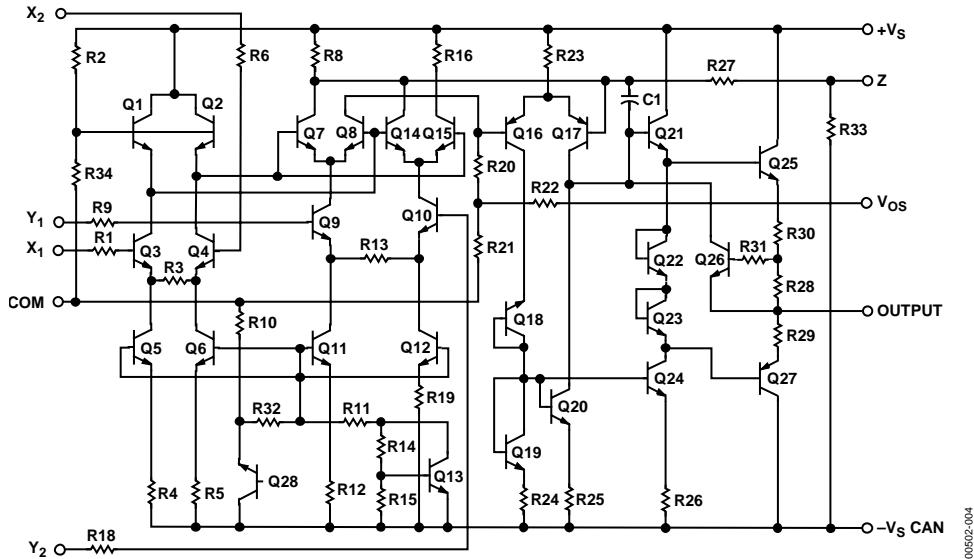 X2
R2
R6
R8
R16
R23
+VS
R27
Z
Q1
Q2
C1
Q7
Q8
Q14
Q15
Q16
Q17
Q21
R33
R34
R20
Q25
Y1
R9
Q9
Q10
R22
VOS
X1
R1
Q3
R3
Q4
R13
R21
R30
Q26
R31
Q22
R28
COM
R10
OUTPUT
Q18
Q23
R29
Q5
Q6
Q11
Q12
Q24
Q27
R19
Q20
R32
R11
R14
Q19
Q13
Q28
R4
R5
R12
R15
R24
R25
R26
–VS CAN
R18
Y2
00502-004